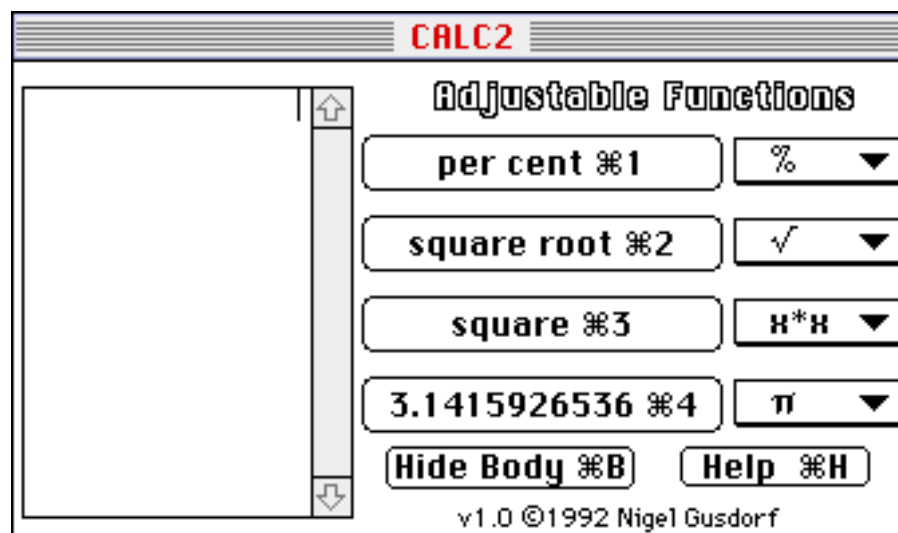 CALC2
Adjustable Functions
per cent ⌘1 %
square root ⌘2 √
square ⌘3 x*x
3.1415926536 ⌘4 π
Hide Body ⌘B Help ⌘H
v1.0 ©1992 Nigel Gusdorf